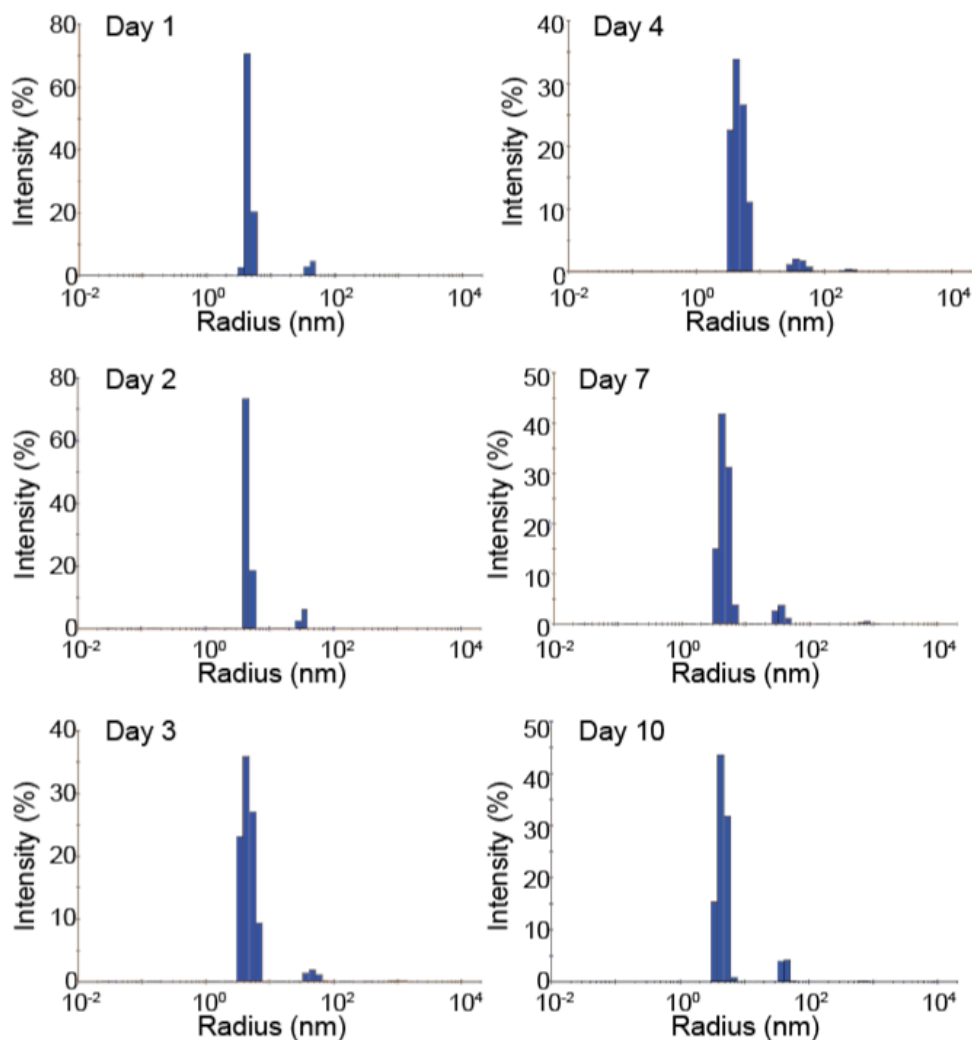 Day 1
Intensity (%)
80
60
40
20
0
10⁻² 10⁰ 10² 10⁴
Radius (nm)
Day 4
Intensity (%)
40
30
20
10
0
10⁻² 10⁰ 10² 10⁴
Radius (nm)
Day 2
Intensity (%)
80
60
40
20
0
10⁻² 10⁰ 10² 10⁴
Radius (nm)
Day 7
Intensity (%)
50
40
30
20
10
0
10⁻² 10⁰ 10² 10⁴
Radius (nm)
Day 3
Intensity (%)
40
30
20
10
0
10⁻² 10⁰ 10² 10⁴
Radius (nm)
Day 10
Intensity (%)
50
40
30
20
10
0
10⁻² 10⁰ 10² 10⁴
Radius (nm)